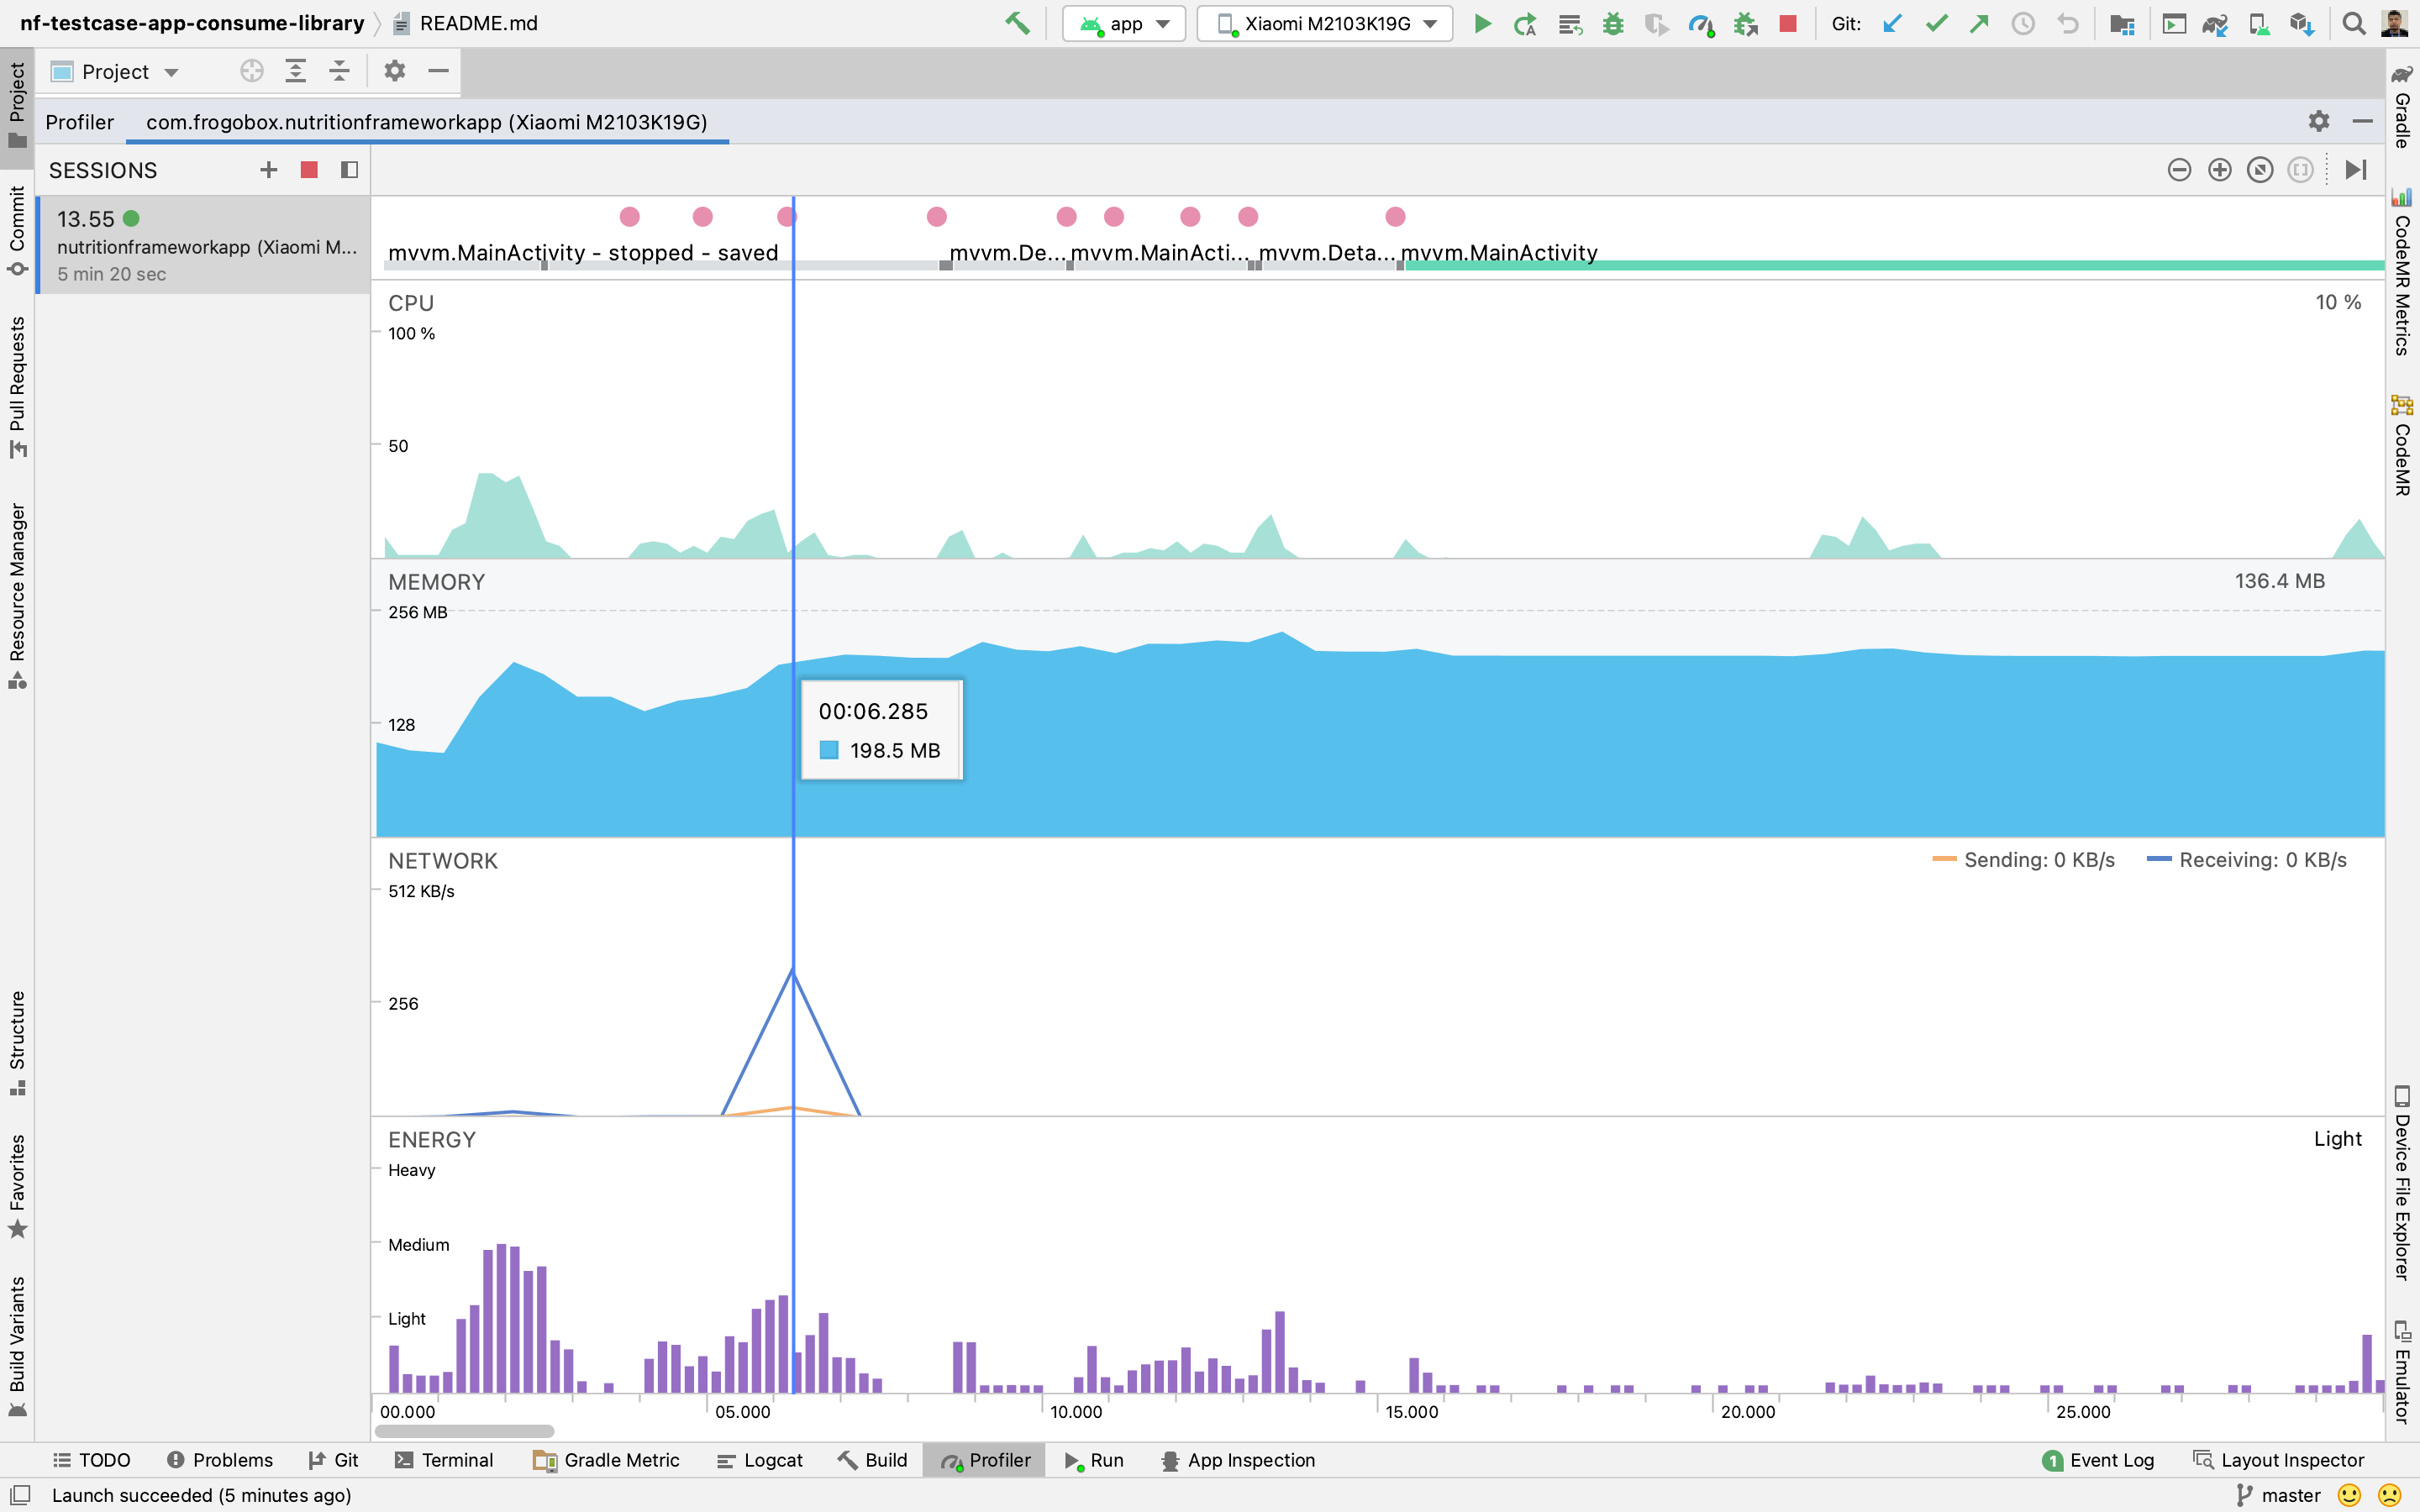 nf-testcase-app-consume-library README.md app Xiaomi M2103K19G Git:
Project
Profiler com.frogobox.nutritionframeworkapp (Xiaomi M2103K19G)
SESSIONS
13.55
nutritionframeworkapp (Xiaomi M...
5 min 20 sec
mvvm.MainActivity - stopped - saved mvvm.De... mvvm.MainActi... mvvm.Deta... mvvm.MainActivity
CPU 10 %
100 %
50
MEMORY 136.4 MB
256 MB
128
00:06.285
198.5 MB
NETWORK Sending: 0 KB/s Receiving: 0 KB/s
512 KB/s
256
ENERGY Light
Heavy
Medium
Light
00.000 05.000 10.000 15.000 20.000 25.000
Project
Commit
Pull Requests
Resource Manager
Structure
Favorites
Build Variants
Gradle
CodeMR Metrics
CodeMR
Device File Explorer
Emulator
TODO Problems Git Terminal Gradle Metric Logcat Build Profiler Run App Inspection 1 Event Log Layout Inspector
Launch succeeded (5 minutes ago) master